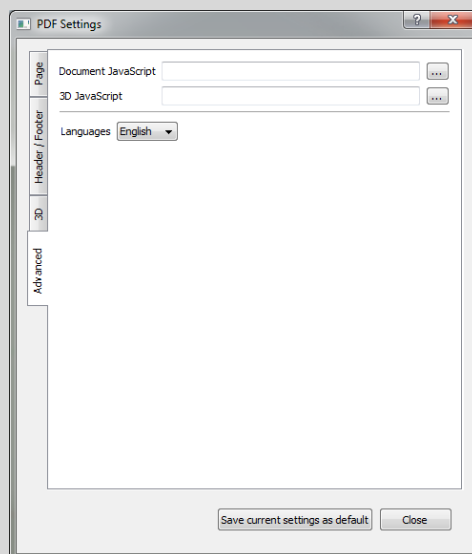 PDF Settings
?
Page
Header / Footer
3D
Advanced
Document JavaScript
...
3D JavaScript
...
Languages English
Save current settings as default Close